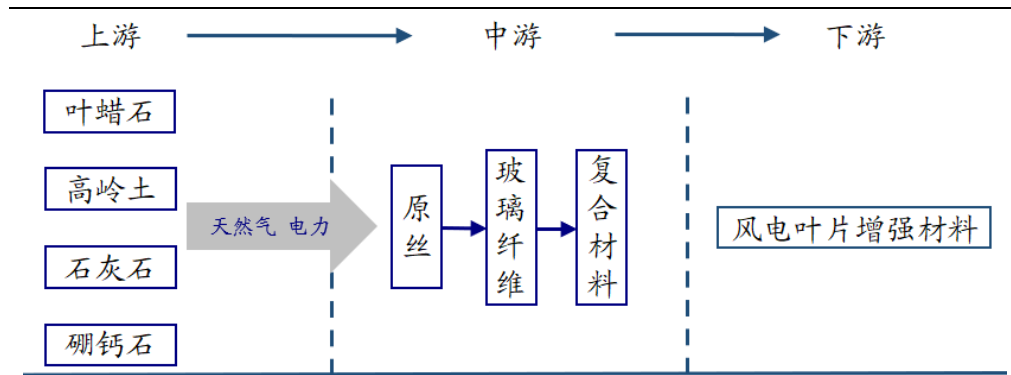 上游
中游
下游
叶蜡石
高岭土
石灰石
硼钙石
天然气 电力
原丝
玻璃纤维
复合材料
风电叶片增强材料